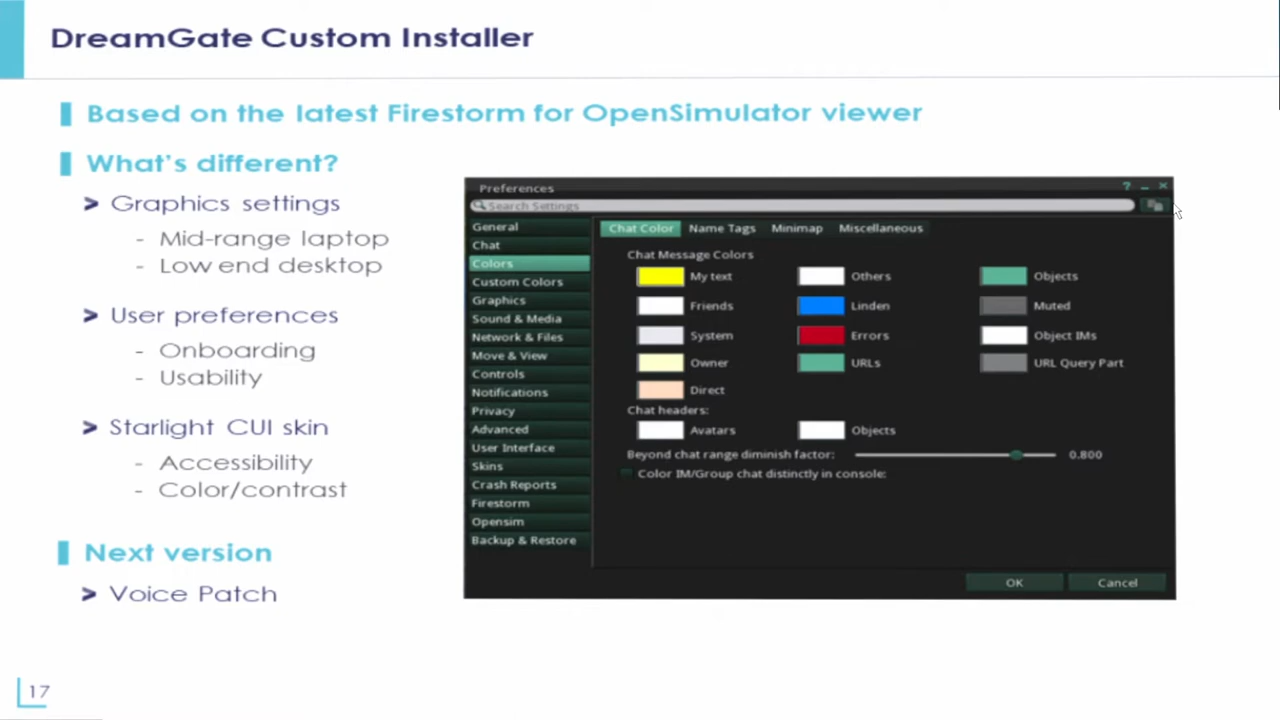 DreamGate Custom Installer
Based on the latest Firestorm for OpenSimulator viewer
What's different?
> Graphics settings
- Mid-range laptop
- Low end desktop
> User preferences
- Onboarding
- Usability
> Starlight CUI skin
- Accessibility
- Color/contrast
Next version
> Voice Patch
Preferences
? _ ×
Search Settings
General
Chat
Colors
Custom Colors
Graphics
Sound & Media
Network & Files
Move & View
Controls
Notifications
Privacy
Advanced
User Interface
Skins
Crash Reports
Firestorm
Opensim
Backup & Restore
Chat Color Name Tags Minimap Miscellaneous
Chat Message Colors
My text Others Objects
Friends Linden Muted
System Errors Object IMs
Owner URLs URL Query Part
Direct
Chat headers:
Avatars Objects
Beyond chat range diminish factor: 0.800
Color IM/Group chat distinctly in console:
OK Cancel
17